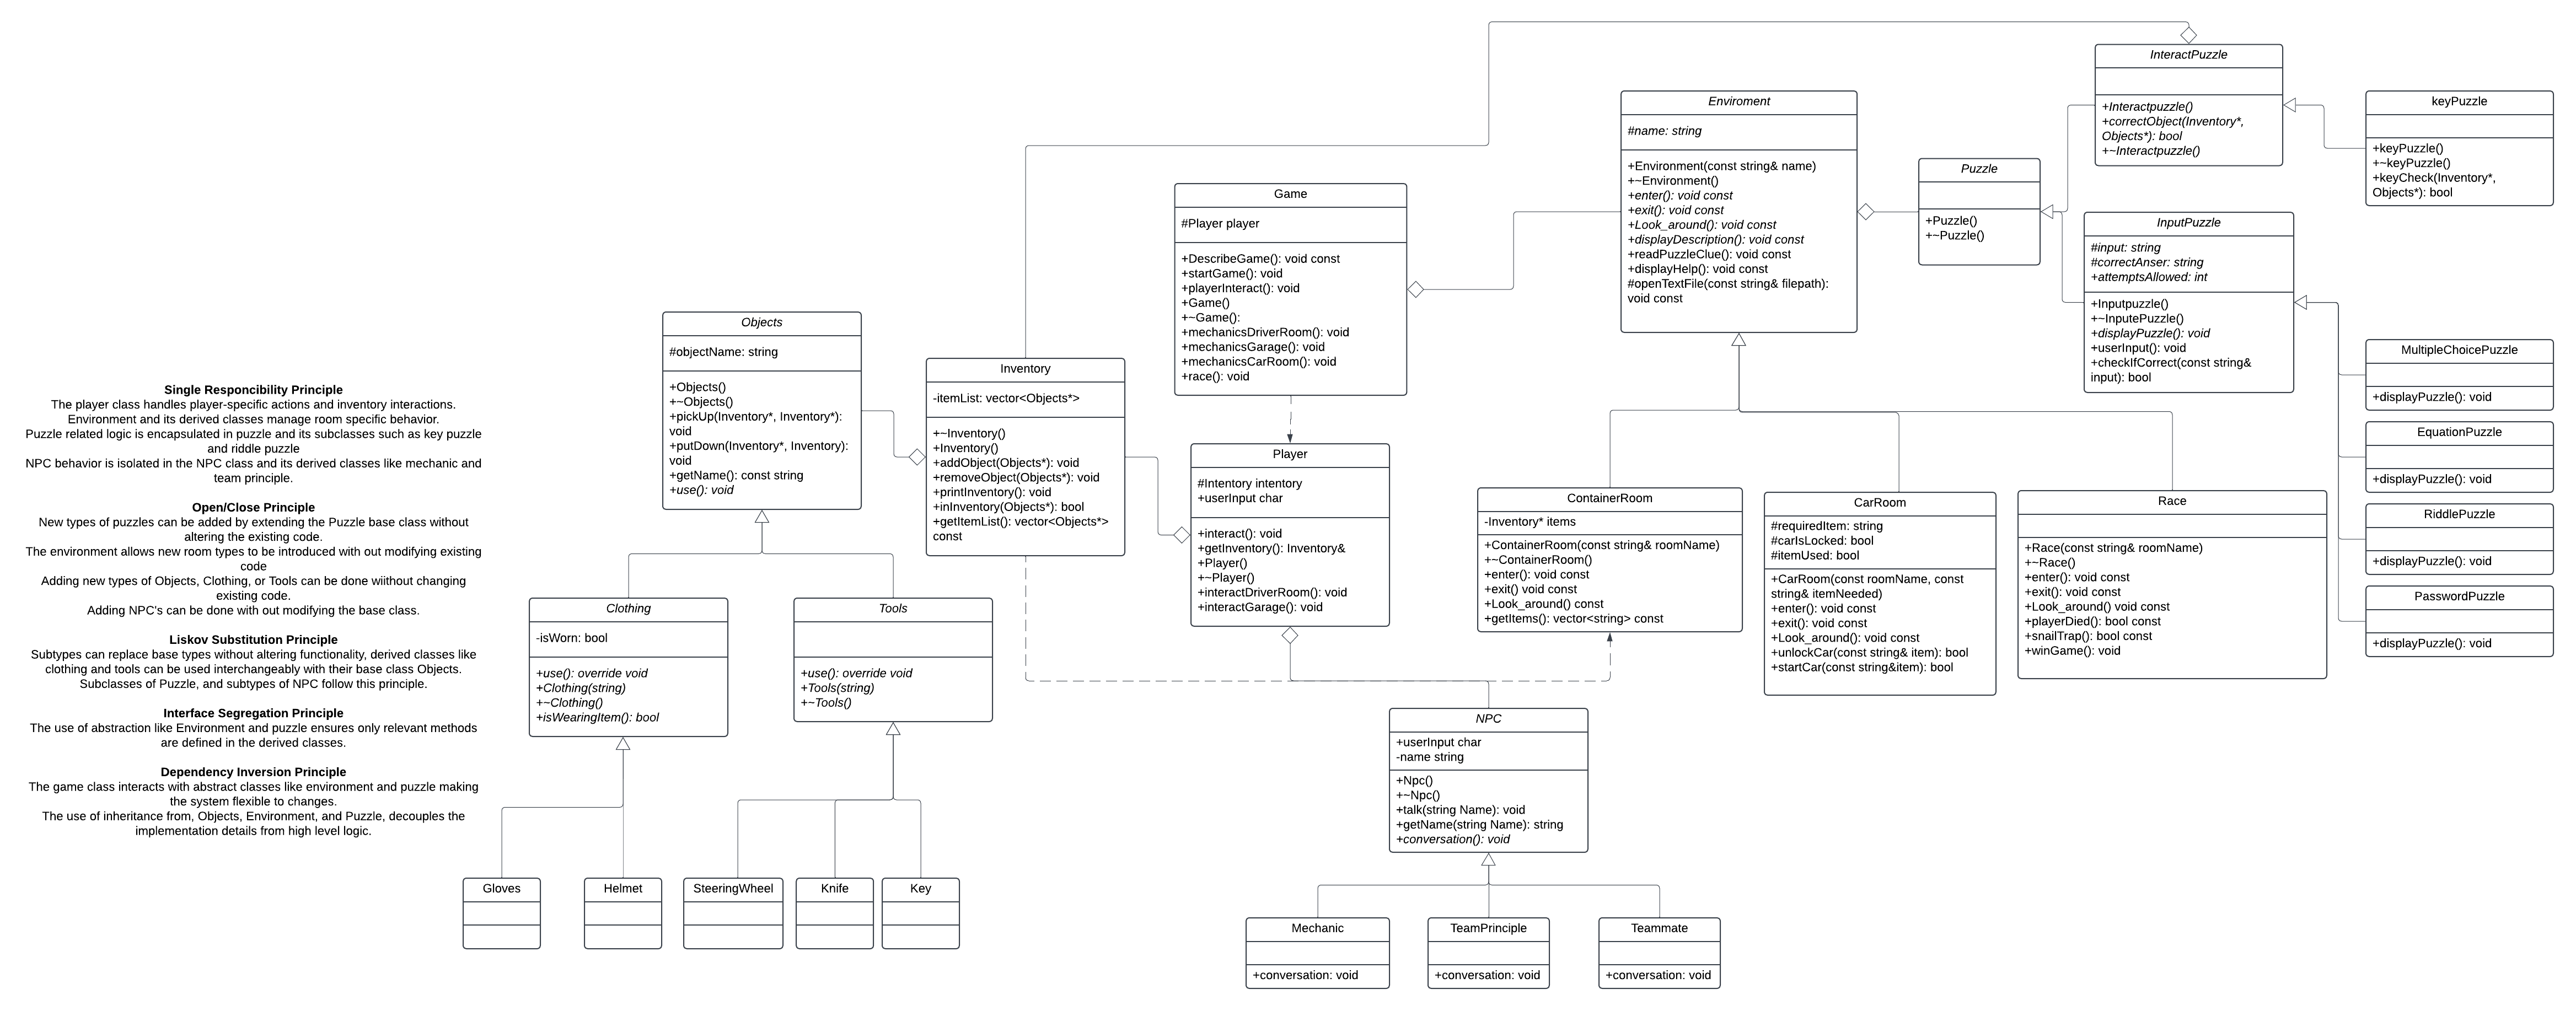 Single Responcibility Principle
The player class handles player-specific actions and inventory interactions.
Environment and its derived classes manage room specific behavior.
Puzzle related logic is encapsulated in puzzle and its subclasses such as key puzzle
and riddle puzzle
NPC behavior is isolated in the NPC class and its derived classes like mechanic and
team principle.
Open/Close Principle
New types of puzzles can be added by extending the Puzzle base class without
altering the existing code.
The environment allows new room types to be introduced with out modifying existing
code
Adding new types of Objects, Clothing, or Tools can be done wiithout changing
existing code.
Adding NPC's can be done with out modifying the base class.
Liskov Substitution Principle
Subtypes can replace base types without altering functionality, derived classes like
clothing and tools can be used interchangeably with their base class Objects.
Subclasses of Puzzle, and subtypes of NPC follow this principle.
Interface Segregation Principle
The use of abstraction like Environment and puzzle ensures only relevant methods
are defined in the derived classes.
Dependency Inversion Principle
The game class interacts with abstract classes like environment and puzzle making
the system flexible to changes.
The use of inheritance from, Objects, Environment, and Puzzle, decouples the
implementation details from high level logic.
Objects
#objectName: string
+Objects()
+~Objects()
+pickUp(Inventory*, Inventory*):
void
+putDown(Inventory*, Inventory):
void
+getName(): const string
+use(): void
Clothing
-isWorn: bool
+use(): override void
+Clothing(string)
+~Clothing()
+isWearingItem(): bool
Tools
+use(): override void
+Tools(string)
+~Tools()
Gloves
Helmet
SteeringWheel
Knife
Key
Inventory
-itemList: vector<Objects*>
+~Inventory()
+Inventory()
+addObject(Objects*): void
+removeObject(Objects*): void
+printInventory(): void
+inInventory(Objects*): bool
+getItemList(): vector<Objects*>
const
Game
#Player player
+DescribeGame(): void const
+startGame(): void
+playerInteract(): void
+Game()
+~Game():
+mechanicsDriverRoom(): void
+mechanicsGarage(): void
+mechanicsCarRoom(): void
+race(): void
Player
#Intentory intentory
+userInput char
+interact(): void
+getInventory(): Inventory&
+Player()
+~Player()
+interactDriverRoom(): void
+interactGarage(): void
NPC
+userInput char
-name string
+Npc()
+~Npc()
+talk(string Name): void
+getName(string Name): string
+conversation(): void
Mechanic
+conversation: void
TeamPrinciple
+conversation: void
Teammate
+conversation: void
Enviroment
#name: string
+Environment(const string& name)
+~Environment()
+enter(): void const
+exit(): void const
+Look_around(): void const
+displayDescription(): void const
+readPuzzleClue(): void const
+displayHelp(): void const
#openTextFile(const string& filepath):
void const
ContainerRoom
-Inventory* items
+ContainerRoom(const string& roomName)
+~ContainerRoom()
+enter(): void const
+exit() void const
+Look_around() const
+getItems(): vector<string> const
CarRoom
#requiredItem: string
#carIsLocked: bool
#itemUsed: bool
+CarRoom(const roomName, const
string& itemNeeded)
+enter(): void const
+exit(): void const
+Look_around(): void const
+unlockCar(const string& item): bool
+startCar(const string&item): bool
Race
+Race(const string& roomName)
+~Race()
+enter(): void const
+exit(): void const
+Look_around() void const
+playerDied(): bool const
+snailTrap(): bool const
+winGame(): void
Puzzle
+Puzzle()
+~Puzzle()
InteractPuzzle
+Interactpuzzle()
+correctObject(Inventory*,
Objects*): bool
+~Interactpuzzle()
InputPuzzle
#input: string
#correctAnser: string
+attemptsAllowed: int
+Inputpuzzle()
+~InputePuzzle()
+displayPuzzle(): void
+userInput(): void
+checkIfCorrect(const string&
input): bool
keyPuzzle
+keyPuzzle()
+~keyPuzzle()
+keyCheck(Inventory*,
Objects*): bool
MultipleChoicePuzzle
+displayPuzzle(): void
EquationPuzzle
+displayPuzzle(): void
RiddlePuzzle
+displayPuzzle(): void
PasswordPuzzle
+displayPuzzle(): void